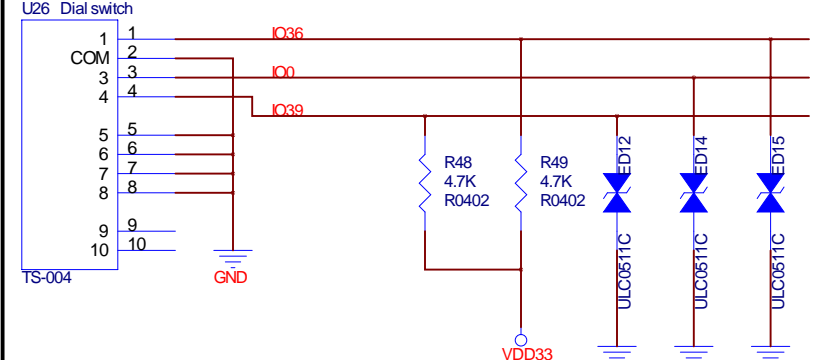 U26 Dial switch
1 1 IO36
COM 2
3 3 IO0
4 4 IO39
5 5
6 6
7 7
8 8
9 9
10 10
TS-004
GND
R48
4.7K
R0402
R49
4.7K
R0402
VDD33
ED12
ULC0511C
ED14
ULC0511C
ED15
ULC0511C